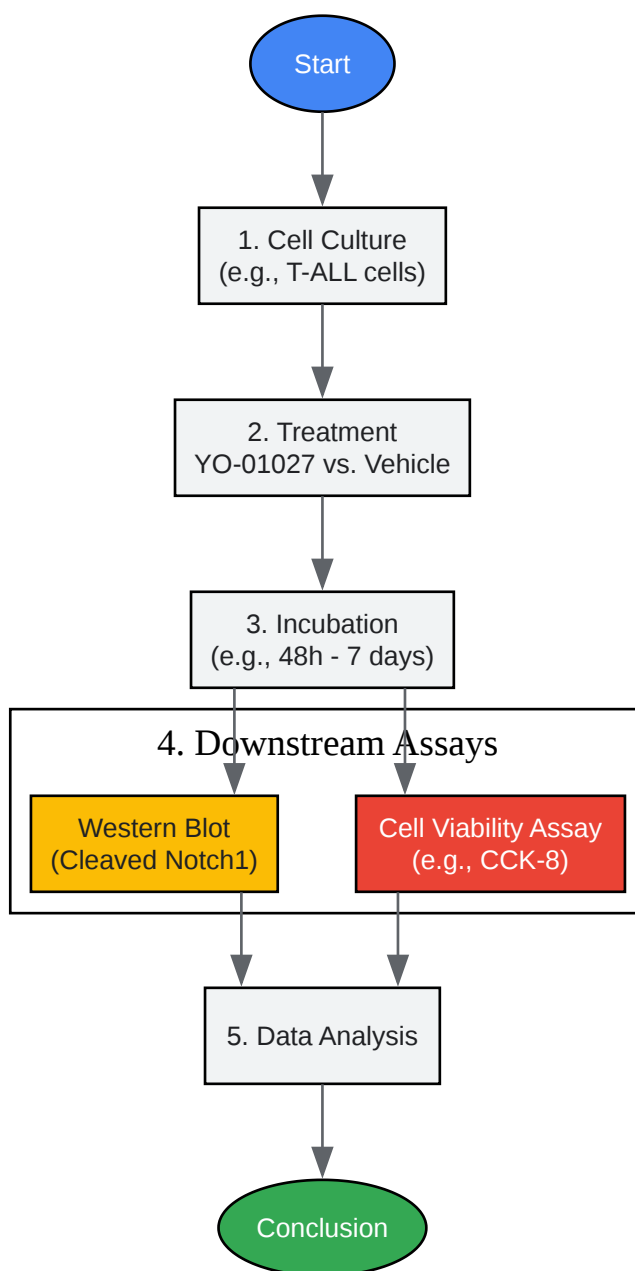 Start
1. Cell Culture
(e.g., T-ALL cells)
2. Treatment
YO-01027 vs. Vehicle
3. Incubation
(e.g., 48h - 7 days)
4. Downstream Assays
Western Blot
(Cleaved Notch1)
Cell Viability Assay
(e.g., CCK-8)
5. Data Analysis
Conclusion